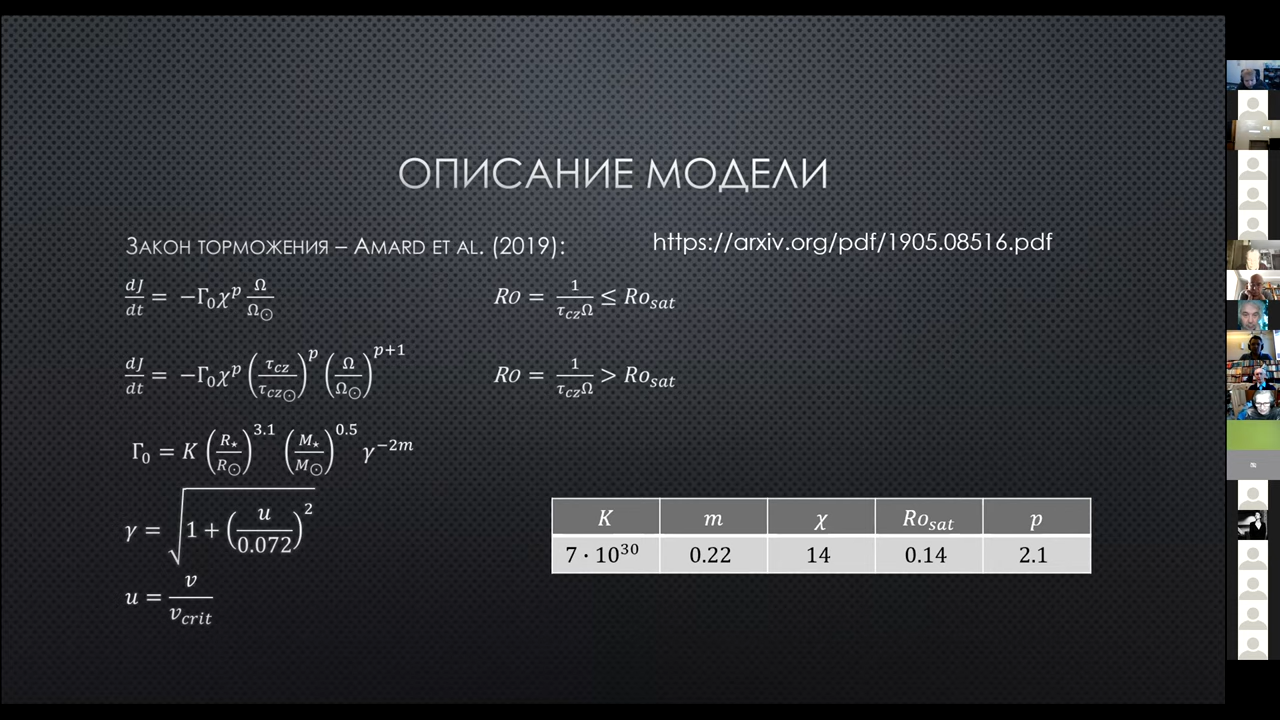 ОПИСАНИЕ МОДЕЛИ
ЗАКОН ТОРМОЖЕНИЯ – AMARD ET AL. (2019):
https://arxiv.org/pdf/1905.08516.pdf
dJ/dt = −Γ₀χᵖ Ω/Ω☉
Ro = 1/(τ_cz Ω) ≤ Ro_sat
dJ/dt = −Γ₀χᵖ (τ_cz/τ_cz☉)^p (Ω/Ω☉)^(p+1)
Ro = 1/(τ_cz Ω) > Ro_sat
Γ₀ = K (R⋆/R☉)^3.1 (M⋆/M☉)^0.5 γ^(−2m)
γ = √(1 + (u/0.072)²)
u = v/v_crit
K m χ Ro_sat p
7 · 10³⁰ 0.22 14 0.14 2.1